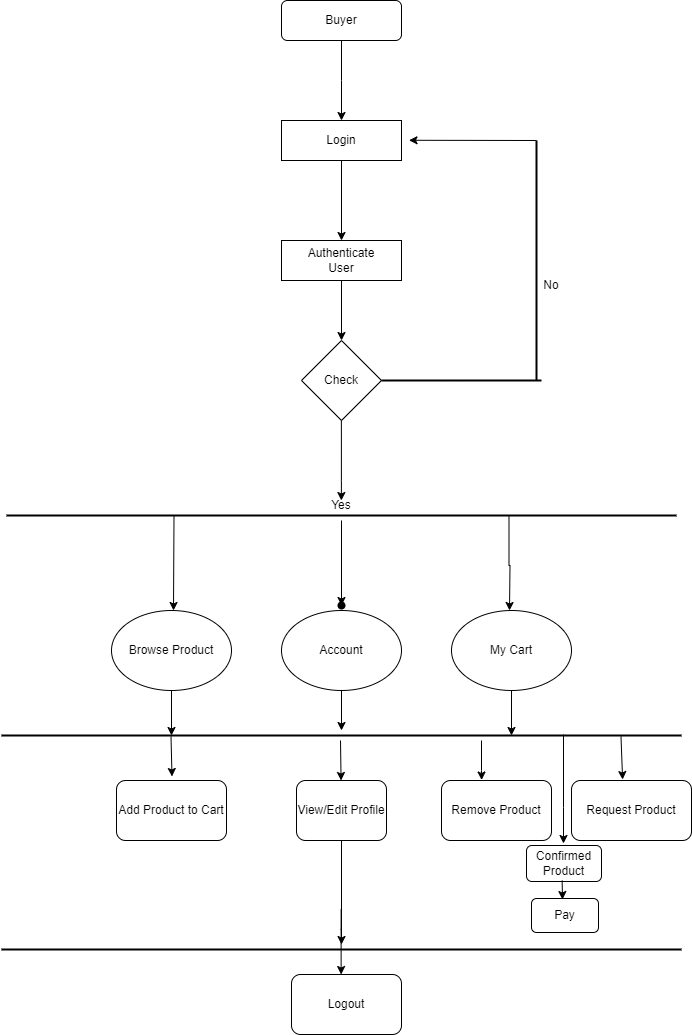 Buyer
Login
Authenticate
User
No
Check
Yes
Browse Product
Account
My Cart
Add Product to Cart
View/Edit Profile
Remove Product
Request Product
Confirmed
Product
Pay
Logout